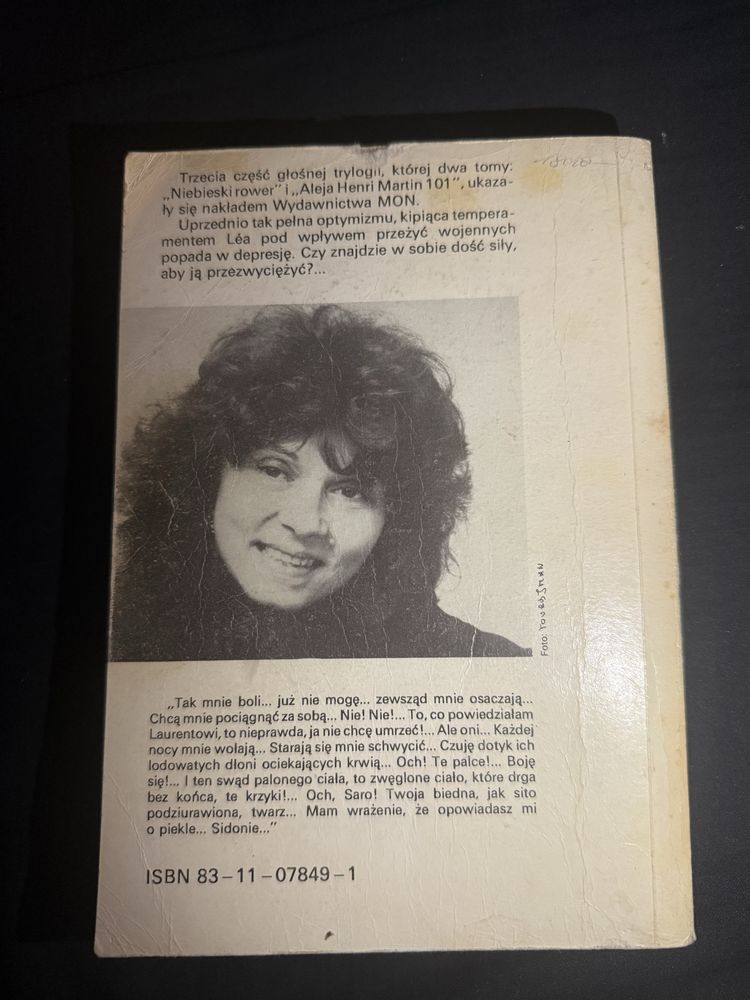 Trzecia część głośnej trylogii, której dwa tomy:
„Niebieski rower” i „Aleja Henri Martin 101”, ukaza-
ły się nakładem Wydawnictwa MON.
Uprzednio tak pełna optymizmu, kipiąca tempera-
mentem Léa pod wpływem przeżyć wojennych
popada w depresję. Czy znajdzie w sobie dość siły,
aby ją przezwyciężyć?...
Foto:
„Tak mnie boli... już nie mogę... zewsząd mnie osaczają...
Chcą mnie pociągnąć za sobą... Nie! Nie!... To, co powiedziałam
Laurentowi, to nieprawda, ja nie chcę umrzeć!... Ale oni... Każdej
nocy mnie wołają... Starają się mnie schwycić... Czuję dotyk ich
lodowatych dłoni ociekających krwią... Och! Te palce!... Boję
się!... I ten swąd palonego ciała, to zwęglone ciało, które drga
bez końca, te krzyki!... Och, Saro! Twoja biedna, jak sito
podziurawiona, twarz... Mam wrażenie, że opowiadasz mi
o piekle... Sidonie...”
ISBN 83-11-07849-1